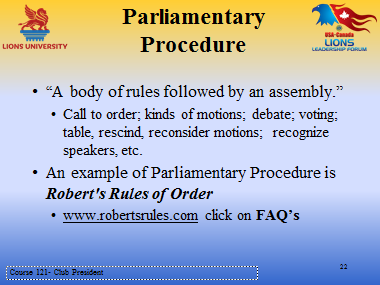 Parliamentary
Procedure
LIONS UNIVERSITY
USA-Canada
LIONS
LEADERSHIP FORUM
• “A body of rules followed by an assembly.”
• Call to order; kinds of motions; debate; voting;
table, rescind, reconsider motions; recognize
speakers, etc.
• An example of Parliamentary Procedure is
Robert's Rules of Order
• www.robertsrules.com click on FAQ’s
Course 121- Club President
22